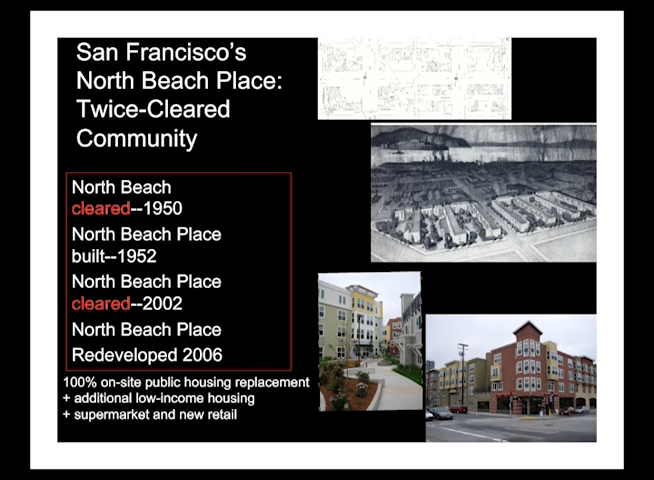 San Francisco's
North Beach Place:
Twice-Cleared
Community
North Beach
cleared--1950
North Beach Place
built--1952
North Beach Place
cleared--2002
North Beach Place
Redeveloped 2006
100% on-site public housing replacement
+ additional low-income housing
+ supermarket and new retail